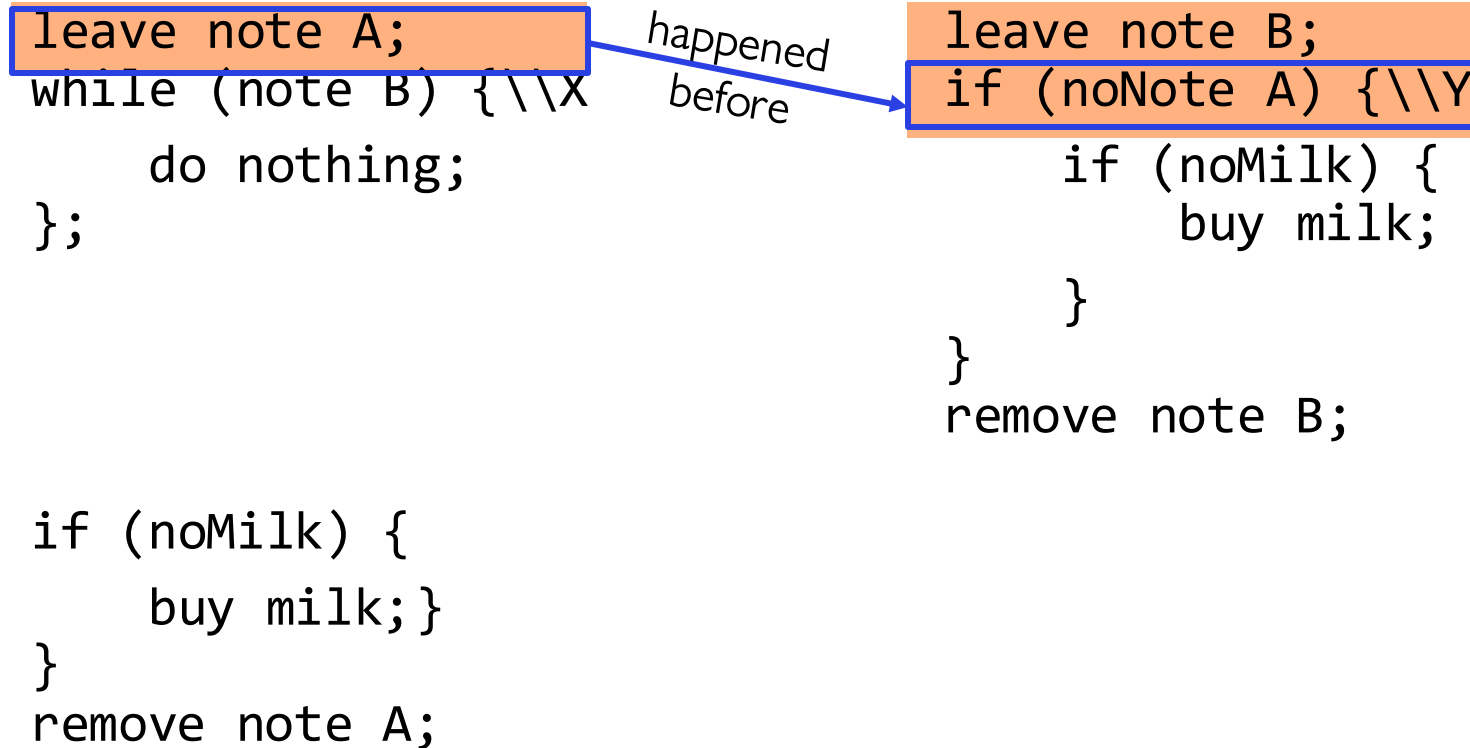 leave note A;
while (note B) {\\X
do nothing;
};
if (noMilk) {
buy milk;}
}
remove note A;
happened
before
leave note B;
if (noNote A) {\\Y
if (noMilk) {
buy milk;
}
}
remove note B;